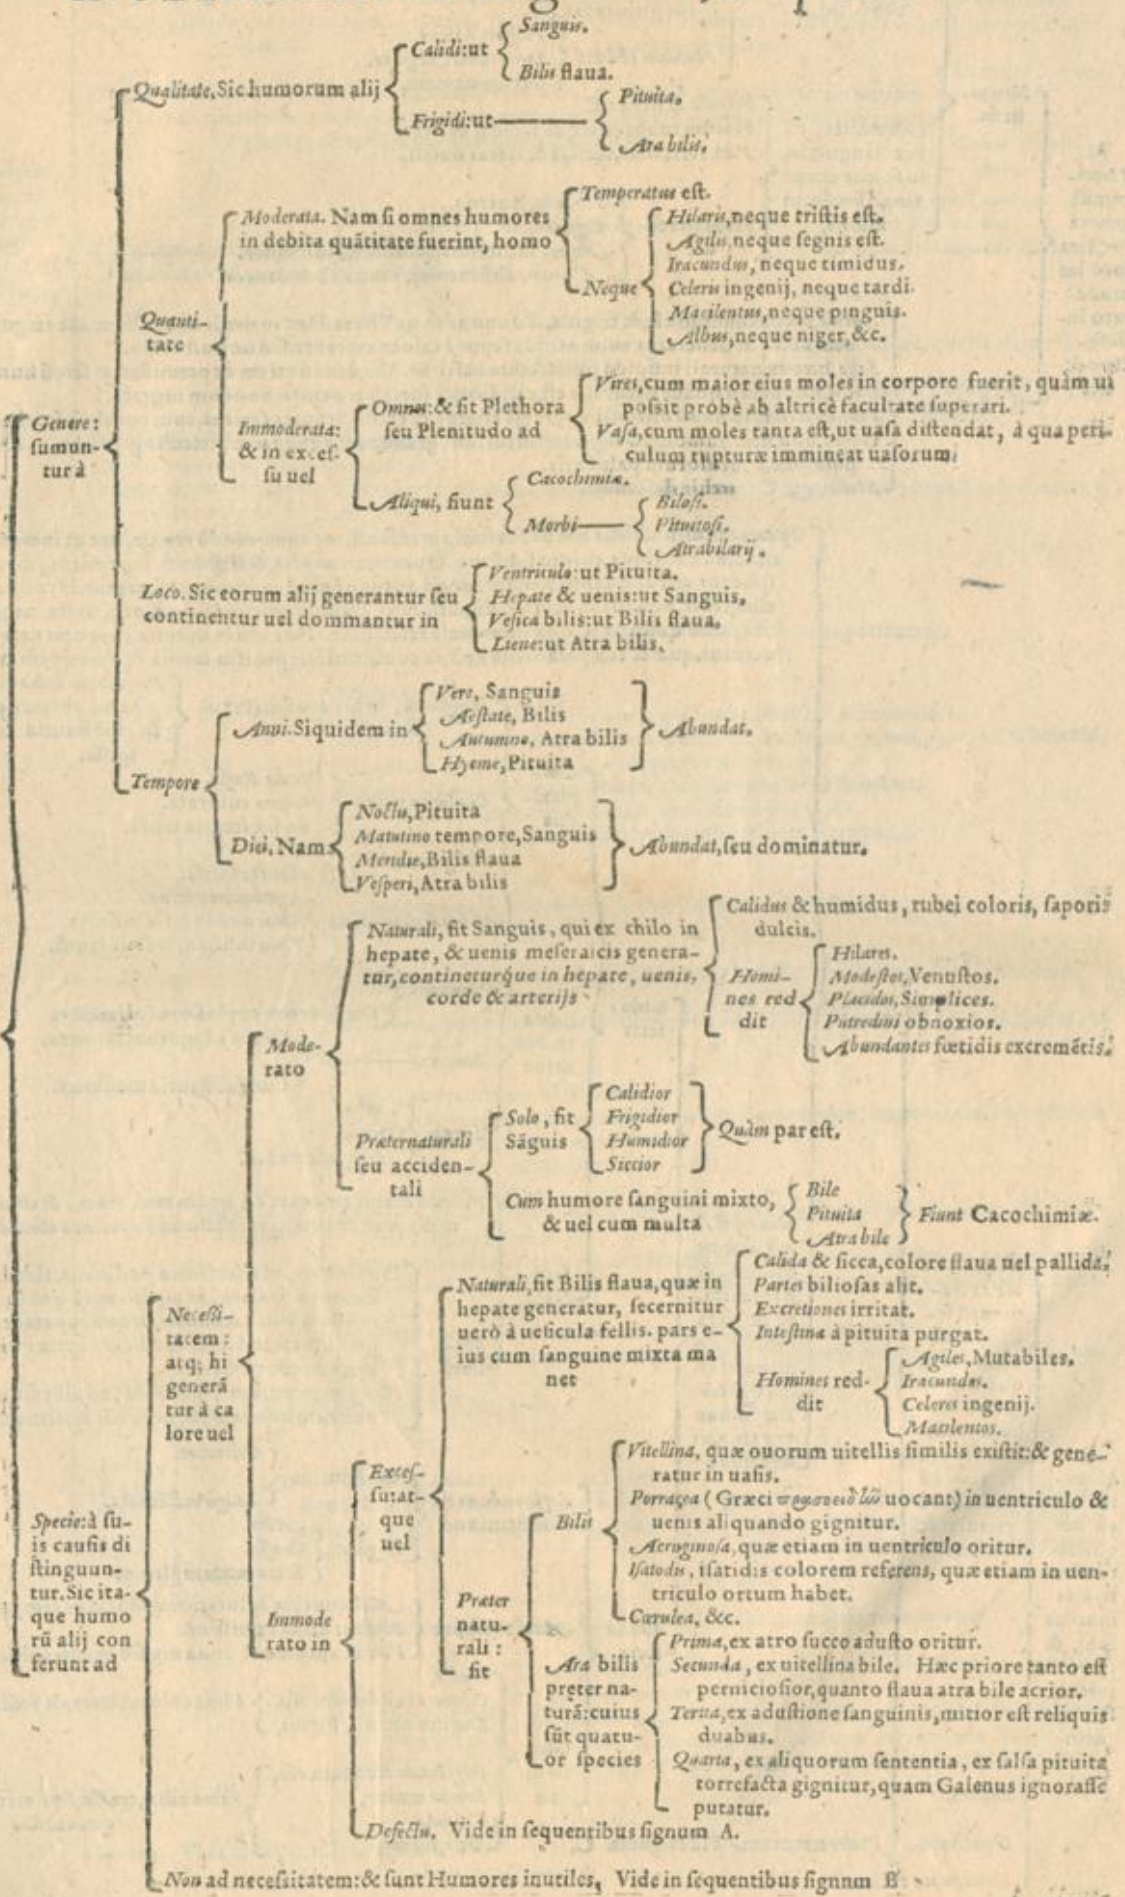 Sanguis.
Calidi:ut
Bilis flaua.
Qualitate. Sic humorum alij
Pituita.
Frigidi:ut
Atra bilis.
Temperatus est.
Moderata. Nam si omnes humores
in debita quãtitate fuerint, homo
Hilaris, neque tristis est.
Agilis, neque segnis est.
Iracundus, neque timidus.
Neque
Celeris ingenij, neque tardi.
Macilentus, neque pinguis.
Albus, neque niger, &c.
Quanti-
tate
Genere:
sumun-
tur à
Immoderata:
& in exces-
su uel
Omnes: & fit Plethora
seu Plenitudo ad
Vires, cum maior eius moles in corpore fuerit, quàm ut
possit probè ab altrice facultate superari.
Vasa, cum moles tanta est, ut uasa distendat, à qua peri-
culum rupturæ immineat uasorum.
Aliqui, fiunt
Cacochimiæ.
Morbi
Biliosi.
Pituitosi.
Atrabilarij.
Loco. Sic eorum alij generantur seu
continentur uel dominantur in
Ventriculo: ut Pituita.
Hepate & uenis: ut Sanguis,
Vesica bilis: ut Bilis flaua,
Liene: ut Atra bilis.
Tempore
Anni. Siquidem in
Vere, Sanguis
Aestate, Bilis
Autumno, Atra bilis
Hyeme, Pituita
Abundat.
Diei. Nam
Noctu, Pituita
Matutino tempore, Sanguis
Meridie, Bilis flaua
Vesperi, Atra bilis
Abundat, seu dominatur.
Specie: à su-
is causis di
stinguun-
tur. Sic ita-
que humo
rũ alij con
ferunt ad
Necessi-
tatem:
atq; hi
generã
tur à ca
lore uel
Mode-
rato
Naturali, fit Sanguis, qui ex chilo in
hepate, & uenis meseraicis genera-
tur, contineturq́ue in hepate, uenis,
corde & arterijs
Calidus & humidus, rubei coloris, saporis
dulcis.
Homi-
nes red
dit
Hilares.
Modestos, Venustos.
Placidos, Simplices.
Putredini obnoxios.
Abundantes fœtidis excremẽtis.
Præternaturali
seu acciden-
tali
Solo, fit
Sãguis
Calidior
Frigidior
Humidior
Siccior
Quàm par est.
Cum humore sanguini mixto,
& uel cum multa
Bile
Pituita
Atra bile
Fiunt Cacochimiæ.
Immode
rato in
Exces-
su: at-
que
uel
Naturali, fit Bilis flaua, quæ in
hepate generatur, secernitur
uerò à uesicula fellis. pars e-
ius cum sanguine mixta ma
net
Calida & sicca, colore flaua uel pallida.
Partes biliosas alit.
Excretiones irritat.
Intestina à pituita purgat.
Homines red-
dit
Agiles, Mutabiles.
Iracundos.
Celeres ingenij.
Macilentos.
Præter
natu-
rali:
fit
Bilis
Vitellina, quæ ouorum uitellis similis existit: & gene-
ratur in uasis.
Porracea (Græci uocant) in uentriculo &
uenis aliquando gignitur.
Aeruginosa, quæ etiam in uentriculo oritur.
Isatodis, isatidis colorem referens, quæ etiam in uen-
triculo ortum habet.
Cærulea, &c.
Atra bilis
pręter na-
turã: cuius
sũt quatu-
or species
Prima, ex atro succo adusto oritur.
Secunda, ex uitellina bile. Hæc priore tanto est
perniciosior, quanto flaua atra bile acrior.
Tertia, ex adustione sanguinis, mitior est reliquis
duabus.
Quarta, ex aliquorum sententia, ex salsa pituita
torrefacta gignitur, quam Galenus ignorasse
putatur.
Defectu. Vide in sequentibus signum A.
Non ad necessitatem: & sunt Humores inutiles, Vide in sequentibus signum B